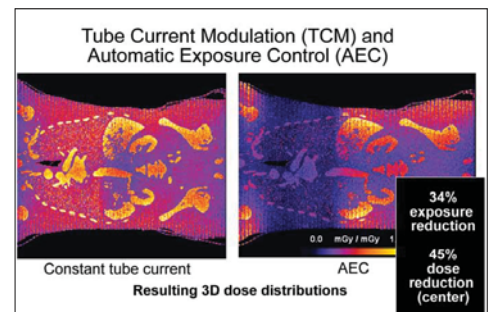 Tube Current Modulation (TCM) and
Automatic Exposure Control (AEC)
0.0 mGy / mGy 1.
34%
exposure
reduction
45%
dose
reduction
(center)
Constant tube current
AEC
Resulting 3D dose distributions